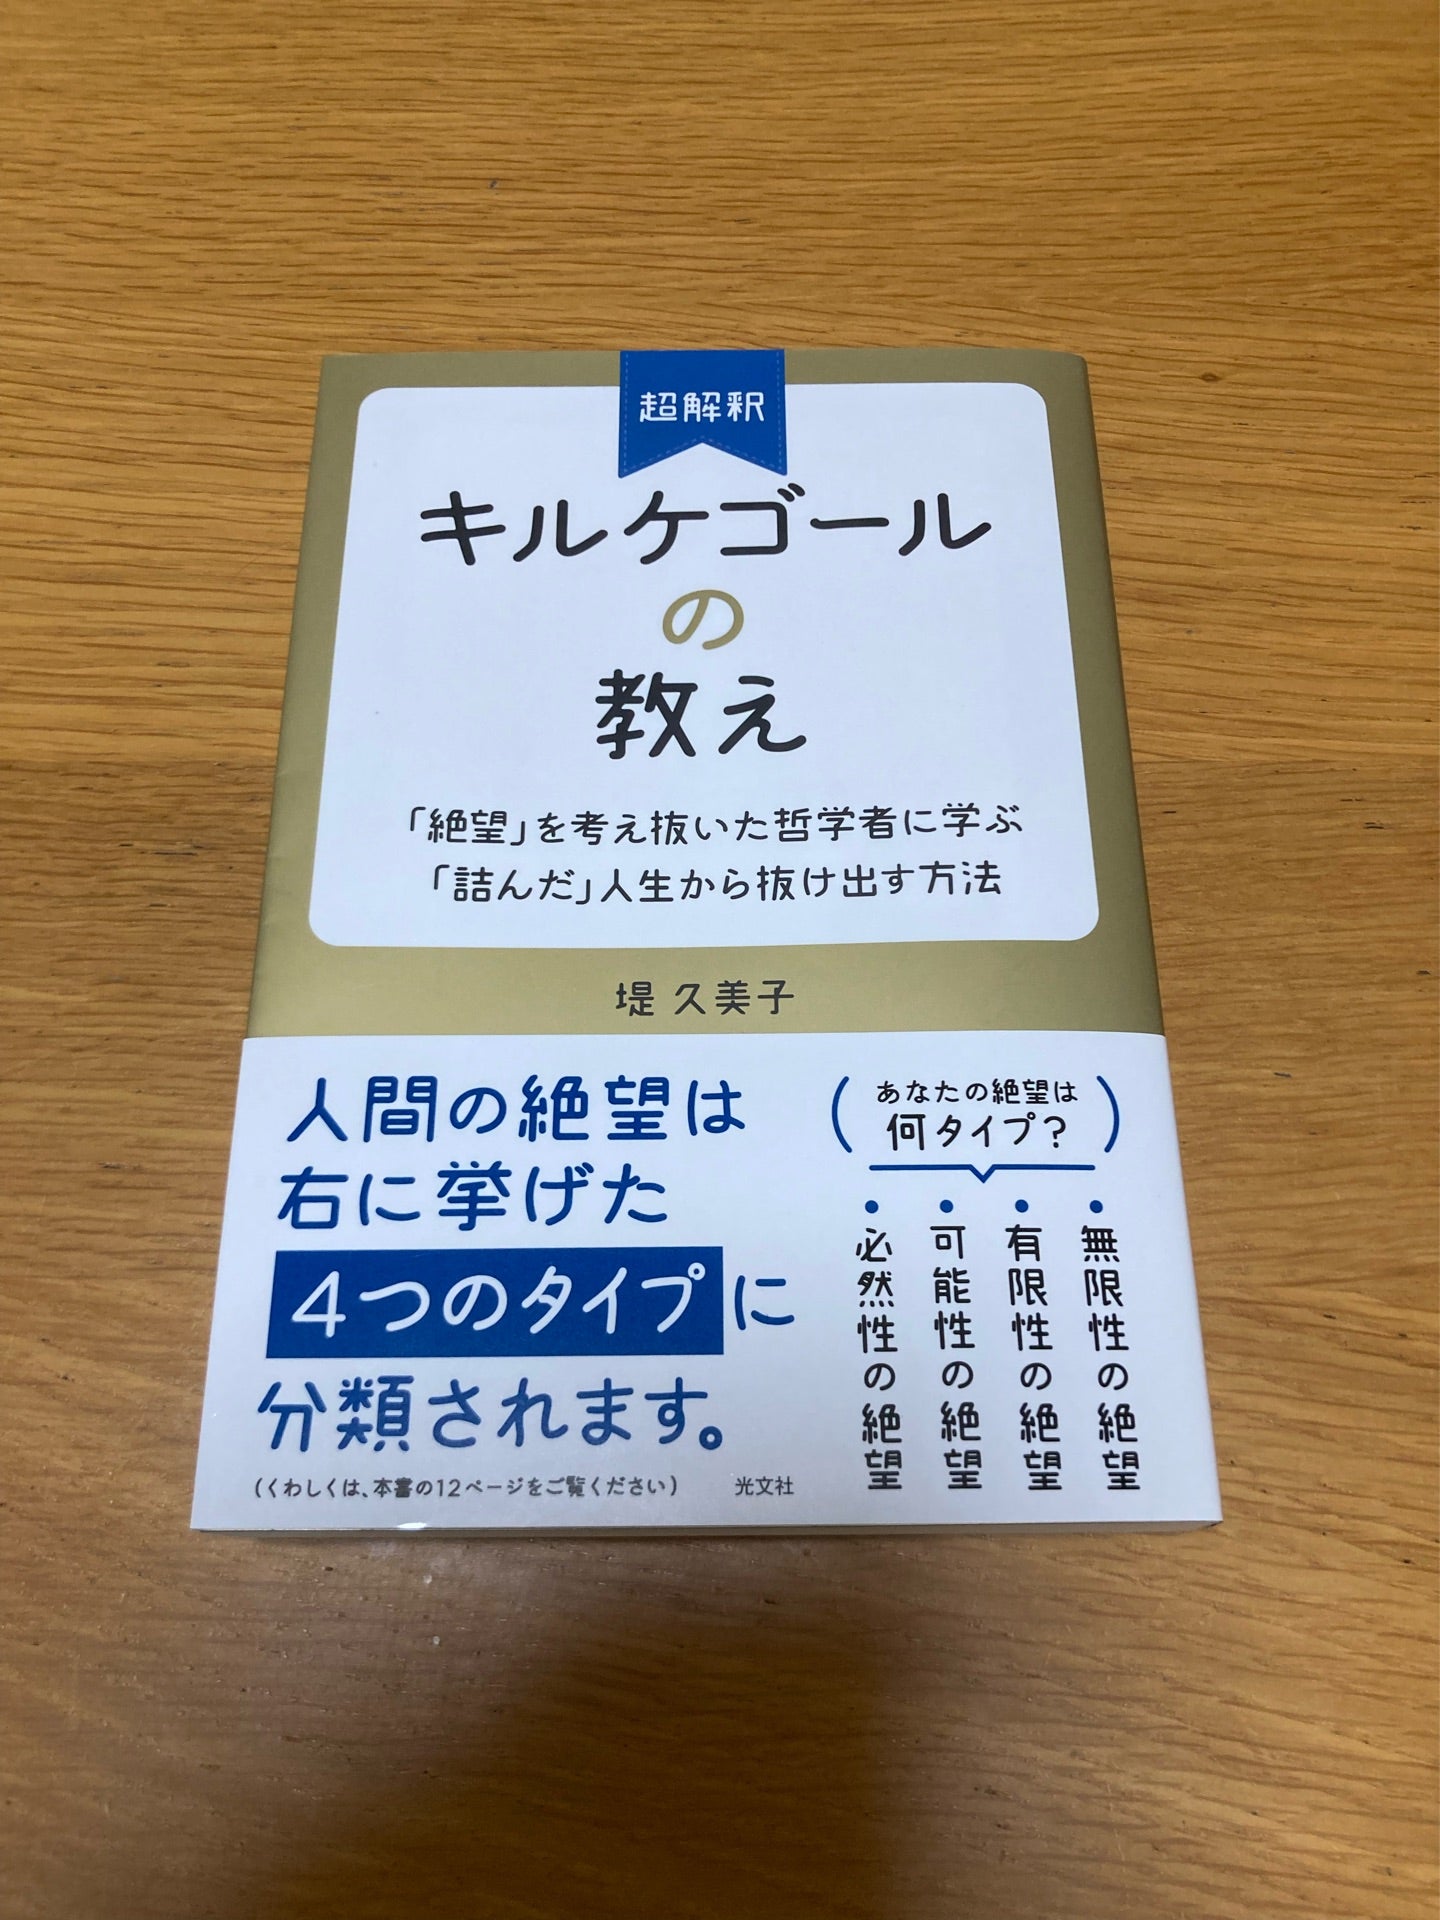 超解釈
キルケゴール
の
教え
「絶望」を考え抜いた哲学者に学ぶ
「詰んだ」人生から抜け出す方法
堤 久美子
人間の絶望は
右に挙げた
4つのタイプに
分類されます。
(くわしくは、本書の12ページをご覧ください)
光文社
(あなたの絶望は
何タイプ?)
• 無限性の絶望
• 有限性の絶望
• 可能性の絶望
• 必然性の絶望